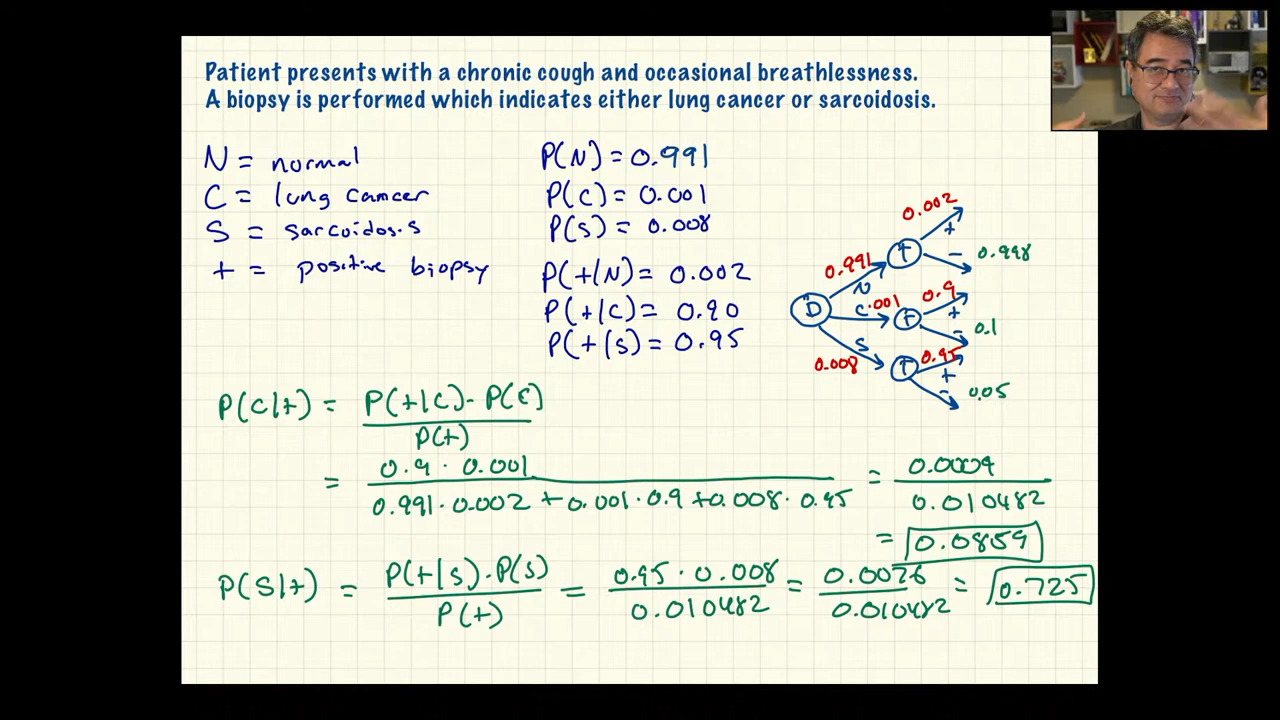 Patient presents with a chronic cough and occasional breathlessness.
A biopsy is performed which indicates either lung cancer or sarcoidosis.
N = normal
C = lung cancer
S = sarcoidosis
+ = positive biopsy
P(N) = 0.991
P(C) = 0.001
P(S) = 0.008
P(+|N) = 0.002
P(+|C) = 0.90
P(+|S) = 0.95
0.002
+
0.991
T
−
0.998
N
D
C
.001
0.9
T
+
−
0.1
S
0.008
0.95
T
+
−
0.05
P(C|+) = P(+|C) · P(C)
P(+)
= 0.9 · 0.001
0.991 · 0.002 + 0.001 · 0.9 + 0.008 · 0.95
= 0.0009
0.010482
= 0.0859
P(S|+) = P(+|S) · P(S)
P(+)
= 0.95 · 0.008
0.010482
= 0.0076
0.010482
= 0.725